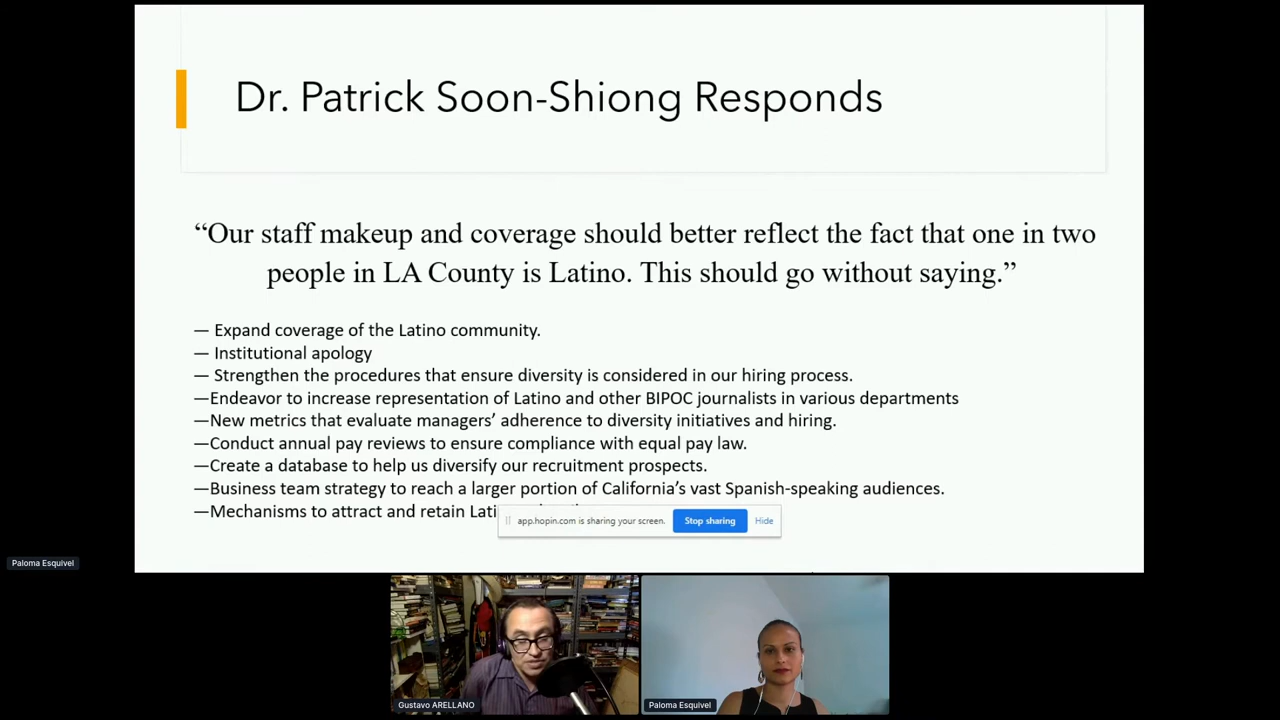 Dr. Patrick Soon-Shiong Responds
“Our staff makeup and coverage should better reflect the fact that one in two
people in LA County is Latino. This should go without saying.”
— Expand coverage of the Latino community.
— Institutional apology
— Strengthen the procedures that ensure diversity is considered in our hiring process.
—Endeavor to increase representation of Latino and other BIPOC journalists in various departments
—New metrics that evaluate managers’ adherence to diversity initiatives and hiring.
—Conduct annual pay reviews to ensure compliance with equal pay law.
—Create a database to help us diversify our recruitment prospects.
—Business team strategy to reach a larger portion of California’s vast Spanish-speaking audiences.
—Mechanisms to attract and retain
app.hopin.com is sharing your screen. Stop sharing Hide
Paloma Esquivel
Gustavo ARELLANO
Paloma Esquivel